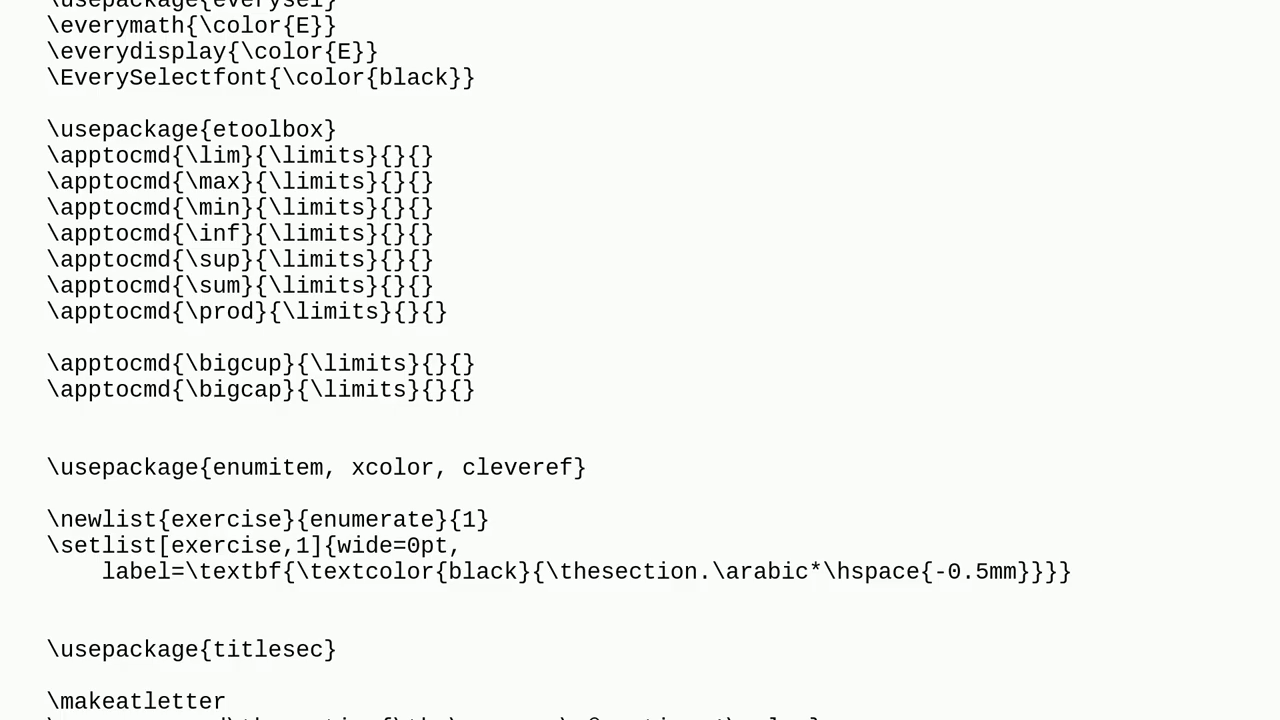 \usepackage{everysel}
\everymath{\color{E}}
\everydisplay{\color{E}}
\EverySelectfont{\color{black}}
\usepackage{etoolbox}
\apptocmd{\lim}{\limits}{}{}
\apptocmd{\max}{\limits}{}{}
\apptocmd{\min}{\limits}{}{}
\apptocmd{\inf}{\limits}{}{}
\apptocmd{\sup}{\limits}{}{}
\apptocmd{\sum}{\limits}{}{}
\apptocmd{\prod}{\limits}{}{}
\apptocmd{\bigcup}{\limits}{}{}
\apptocmd{\bigcap}{\limits}{}{}
\usepackage{enumitem, xcolor, cleveref}
\newlist{exercise}{enumerate}{1}
\setlist[exercise,1]{wide=0pt,
label=\textbf{\textcolor{black}{\thesection.\arabic*\hspace{-0.5mm}}}}
\usepackage{titlesec}
\makeatletter